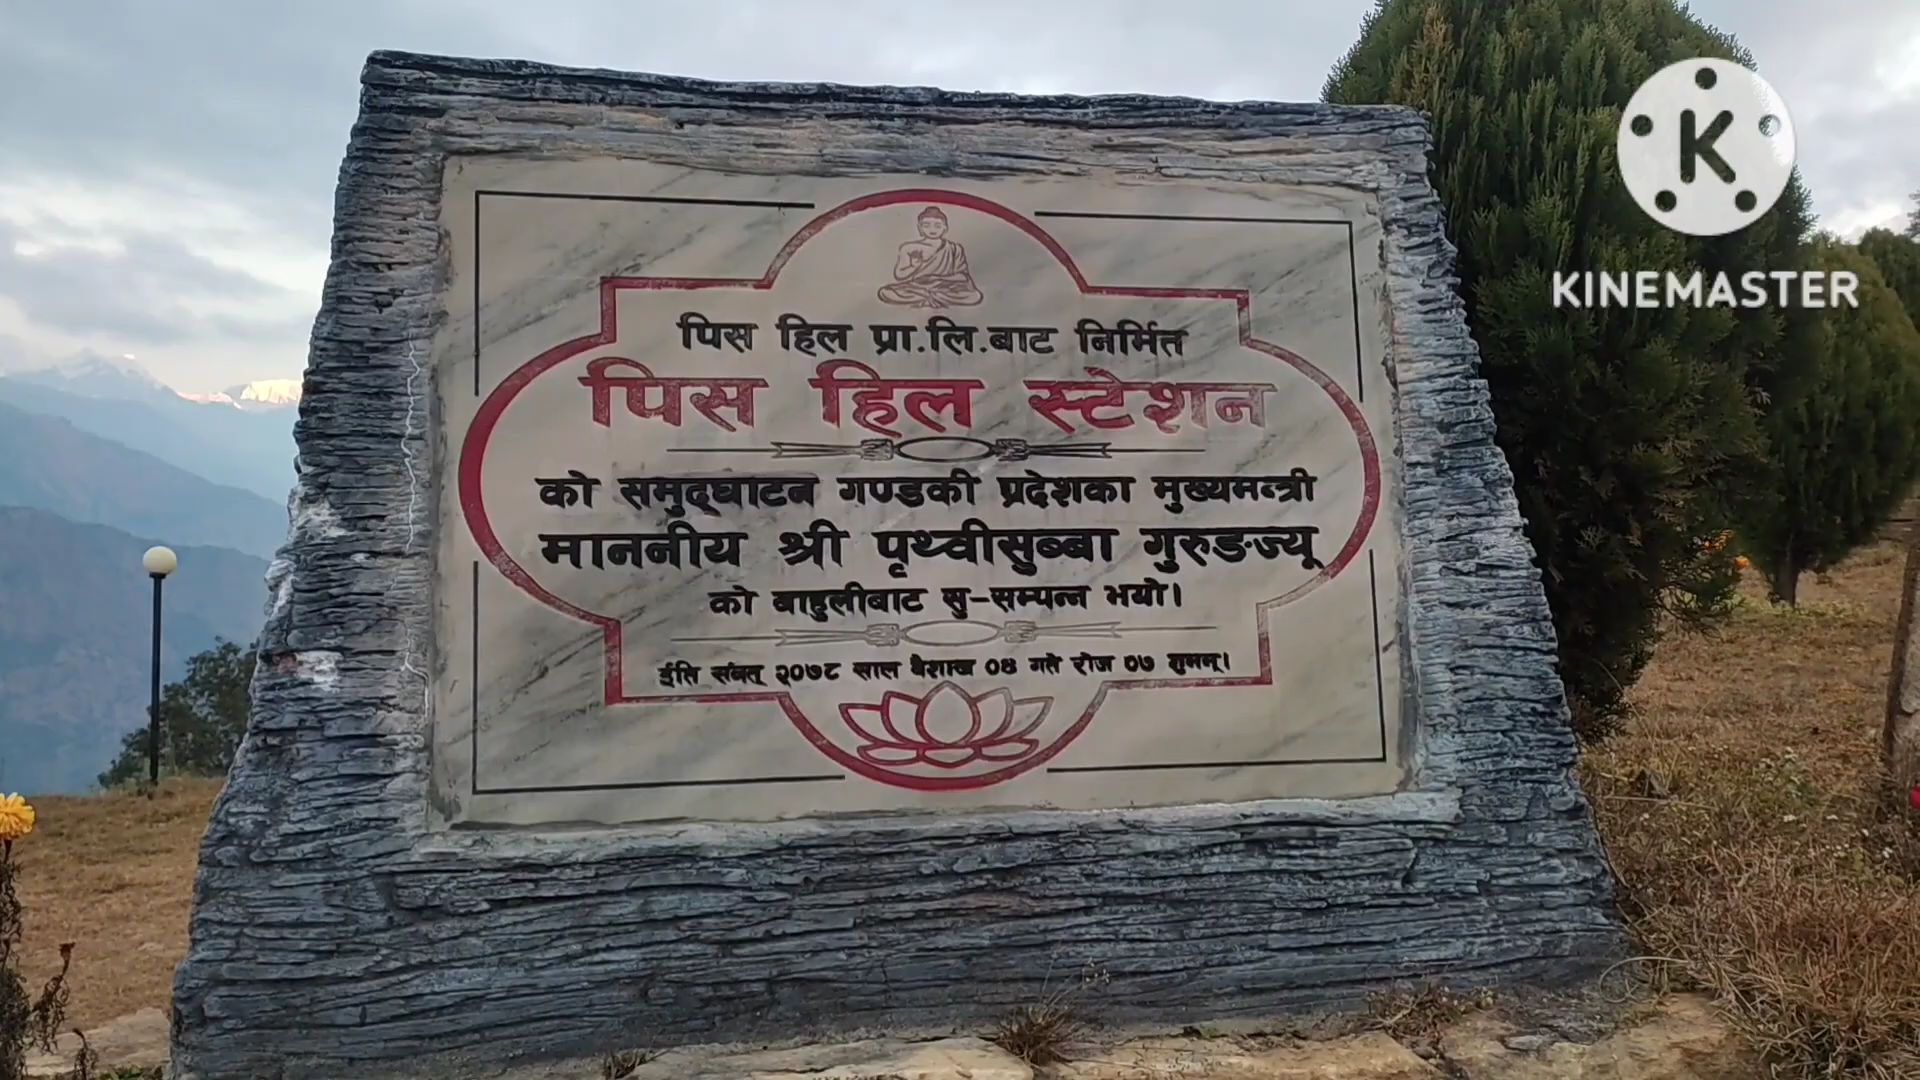 पिस हिल प्रा.लि.बाट निर्मित
पिस हिल स्टेशन
को समुद्घाटन गण्डकी प्रदेशका मुख्यमन्त्री
माननीय श्री पृथ्वीसुब्बा गुरुङज्यू
को बाहुलीबाट सु-सम्पन्न भयो।
ईति संवत् २०७८ साल बैशाख ०४ गते रोज ०७ शुभम्।
K
KINEMASTER